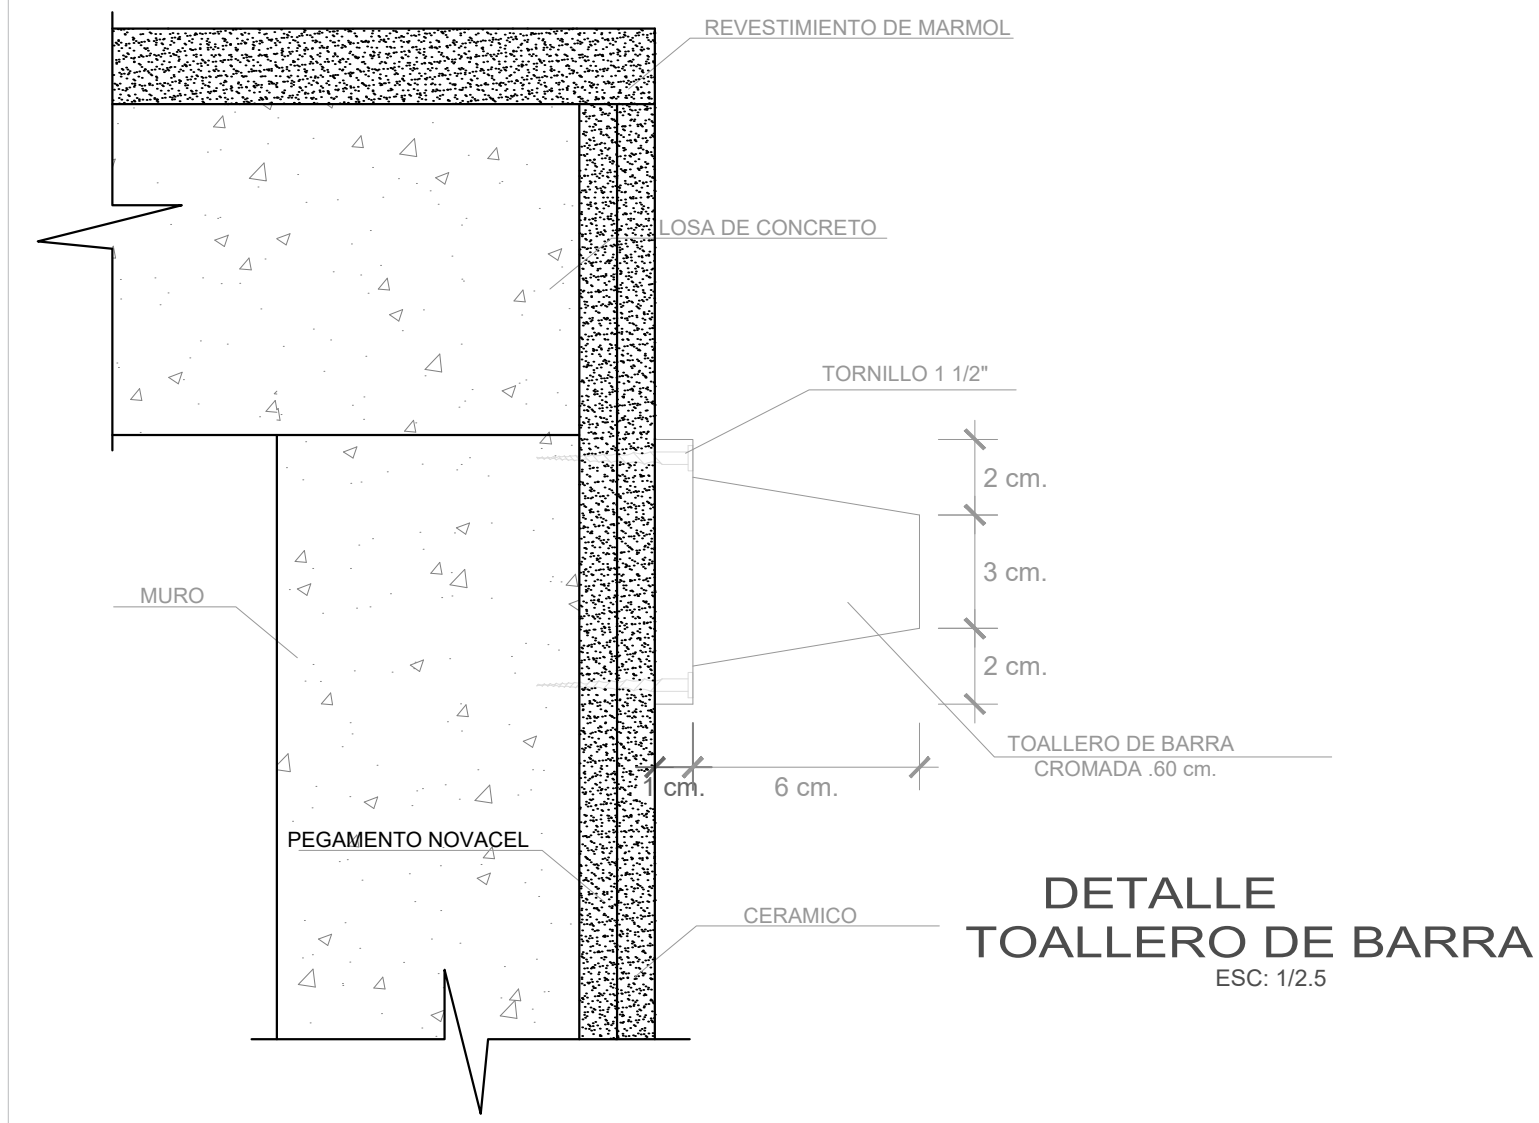 REVESTIMIENTO DE MARMOL
LOSA DE CONCRETO
TORNILLO 1 1/2"
2 cm.
3 cm.
MURO
2 cm.
TOALLERO DE BARRA
CROMADA .60 cm.
1 cm.
6 cm.
PEGAMENTO NOVACEL
CERAMICO
DETALLE
TOALLERO DE BARRA
ESC: 1/2.5